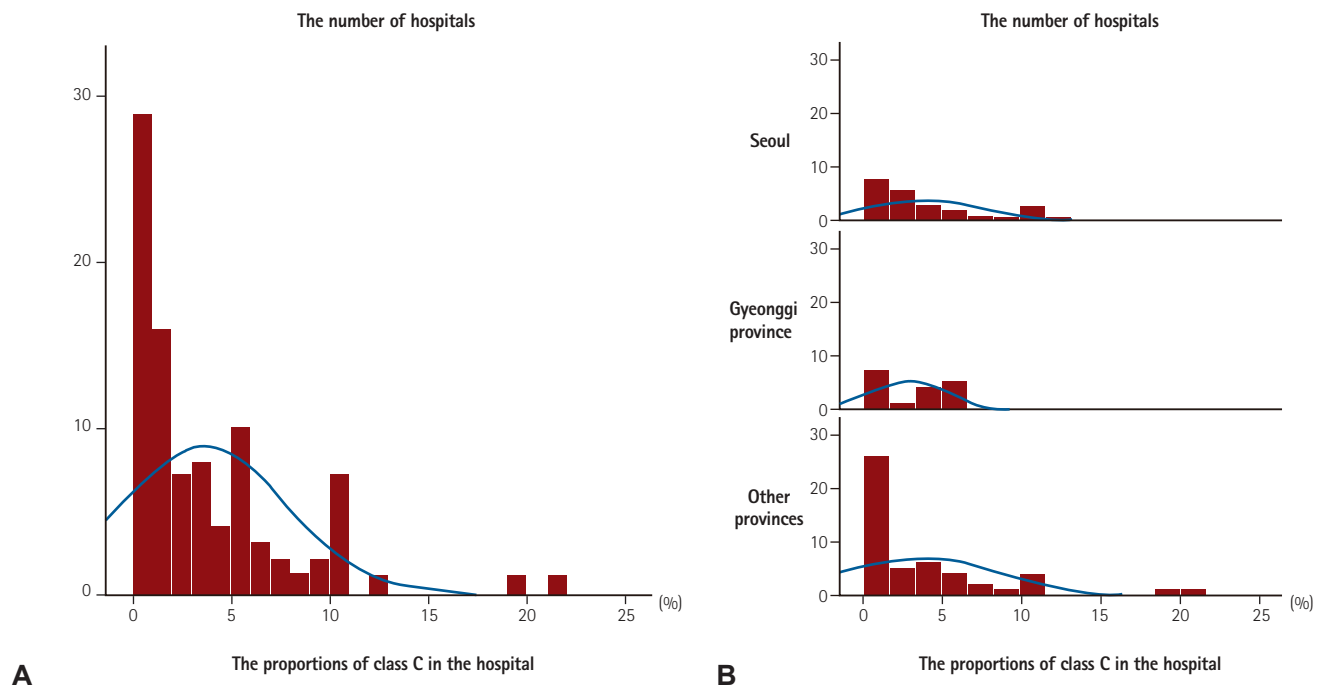 The number of hospitals
30
20
10
0
0 5 10 15 20 25 (%)
The proportions of class C in the hospital
A
The number of hospitals
Seoul
30
20
10
0
Gyeonggi
province
30
20
10
0
Other
provinces
30
20
10
0
0 5 10 15 20 25 (%)
The proportions of class C in the hospital
B